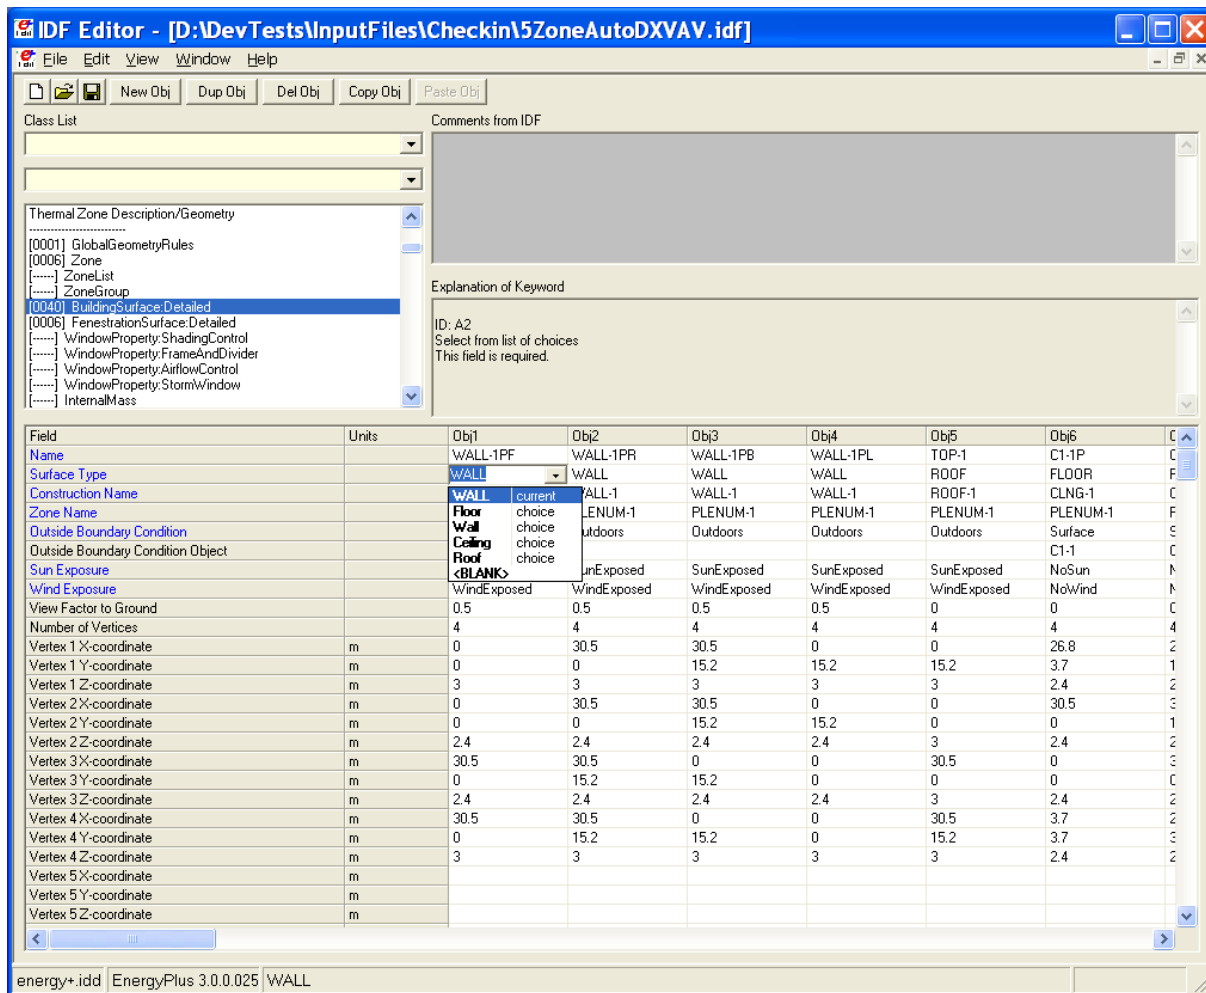 IDF Editor - [D:\DevTests\InputFiles\Checkin\5ZoneAutoDXVAV.idf]
File Edit View Window Help
New Obj Dup Obj Del Obj Copy Obj Paste Obj
Class List Comments from IDF
Thermal Zone Description/Geometry
--------------------------
[0001] GlobalGeometryRules
[0006] Zone
[------] ZoneList
[------] ZoneGroup
[0040] BuildingSurface:Detailed
[0006] FenestrationSurface:Detailed
[------] WindowProperty:ShadingControl
[------] WindowProperty:FrameAndDivider
[------] WindowProperty:AirflowControl
[------] WindowProperty:StormWindow
[------] InternalMass
Explanation of Keyword
ID: A2
Select from list of choices
This field is required.
Field Units Obj1 Obj2 Obj3 Obj4 Obj5 Obj6
Name WALL-1PF WALL-1PR WALL-1PB WALL-1PL TOP-1 C1-1P
Surface Type WALL WALL WALL WALL ROOF FLOOR
Construction Name WALL-1 WALL-1 ROOF-1 CLNG-1
Zone Name PLENUM-1 PLENUM-1 PLENUM-1 PLENUM-1
Outside Boundary Condition Outdoors Outdoors Outdoors Surface
Outside Boundary Condition Object C1-1
Sun Exposure SunExposed SunExposed SunExposed NoSun
Wind Exposure WindExposed WindExposed WindExposed WindExposed WindExposed NoWind
WALL current
Floor choice
Wall choice
Ceiling choice
Roof choice
<BLANK>
View Factor to Ground 0.5 0.5 0.5 0.5 0 0
Number of Vertices 4 4 4 4 4 4
Vertex 1 X-coordinate m 0 30.5 30.5 0 0 26.8
Vertex 1 Y-coordinate m 0 0 15.2 15.2 15.2 3.7
Vertex 1 Z-coordinate m 3 3 3 3 3 2.4
Vertex 2 X-coordinate m 0 30.5 30.5 0 0 30.5
Vertex 2 Y-coordinate m 0 0 15.2 15.2 0 0
Vertex 2 Z-coordinate m 2.4 2.4 2.4 2.4 3 2.4
Vertex 3 X-coordinate m 30.5 30.5 0 0 30.5 0
Vertex 3 Y-coordinate m 0 15.2 15.2 0 0 0
Vertex 3 Z-coordinate m 2.4 2.4 2.4 2.4 3 2.4
Vertex 4 X-coordinate m 30.5 30.5 0 0 30.5 3.7
Vertex 4 Y-coordinate m 0 15.2 15.2 0 15.2 3.7
Vertex 4 Z-coordinate m 3 3 3 3 3 2.4
Vertex 5 X-coordinate m
Vertex 5 Y-coordinate m
Vertex 5 Z-coordinate m
energy+.idd EnergyPlus 3.0.0.025 WALL